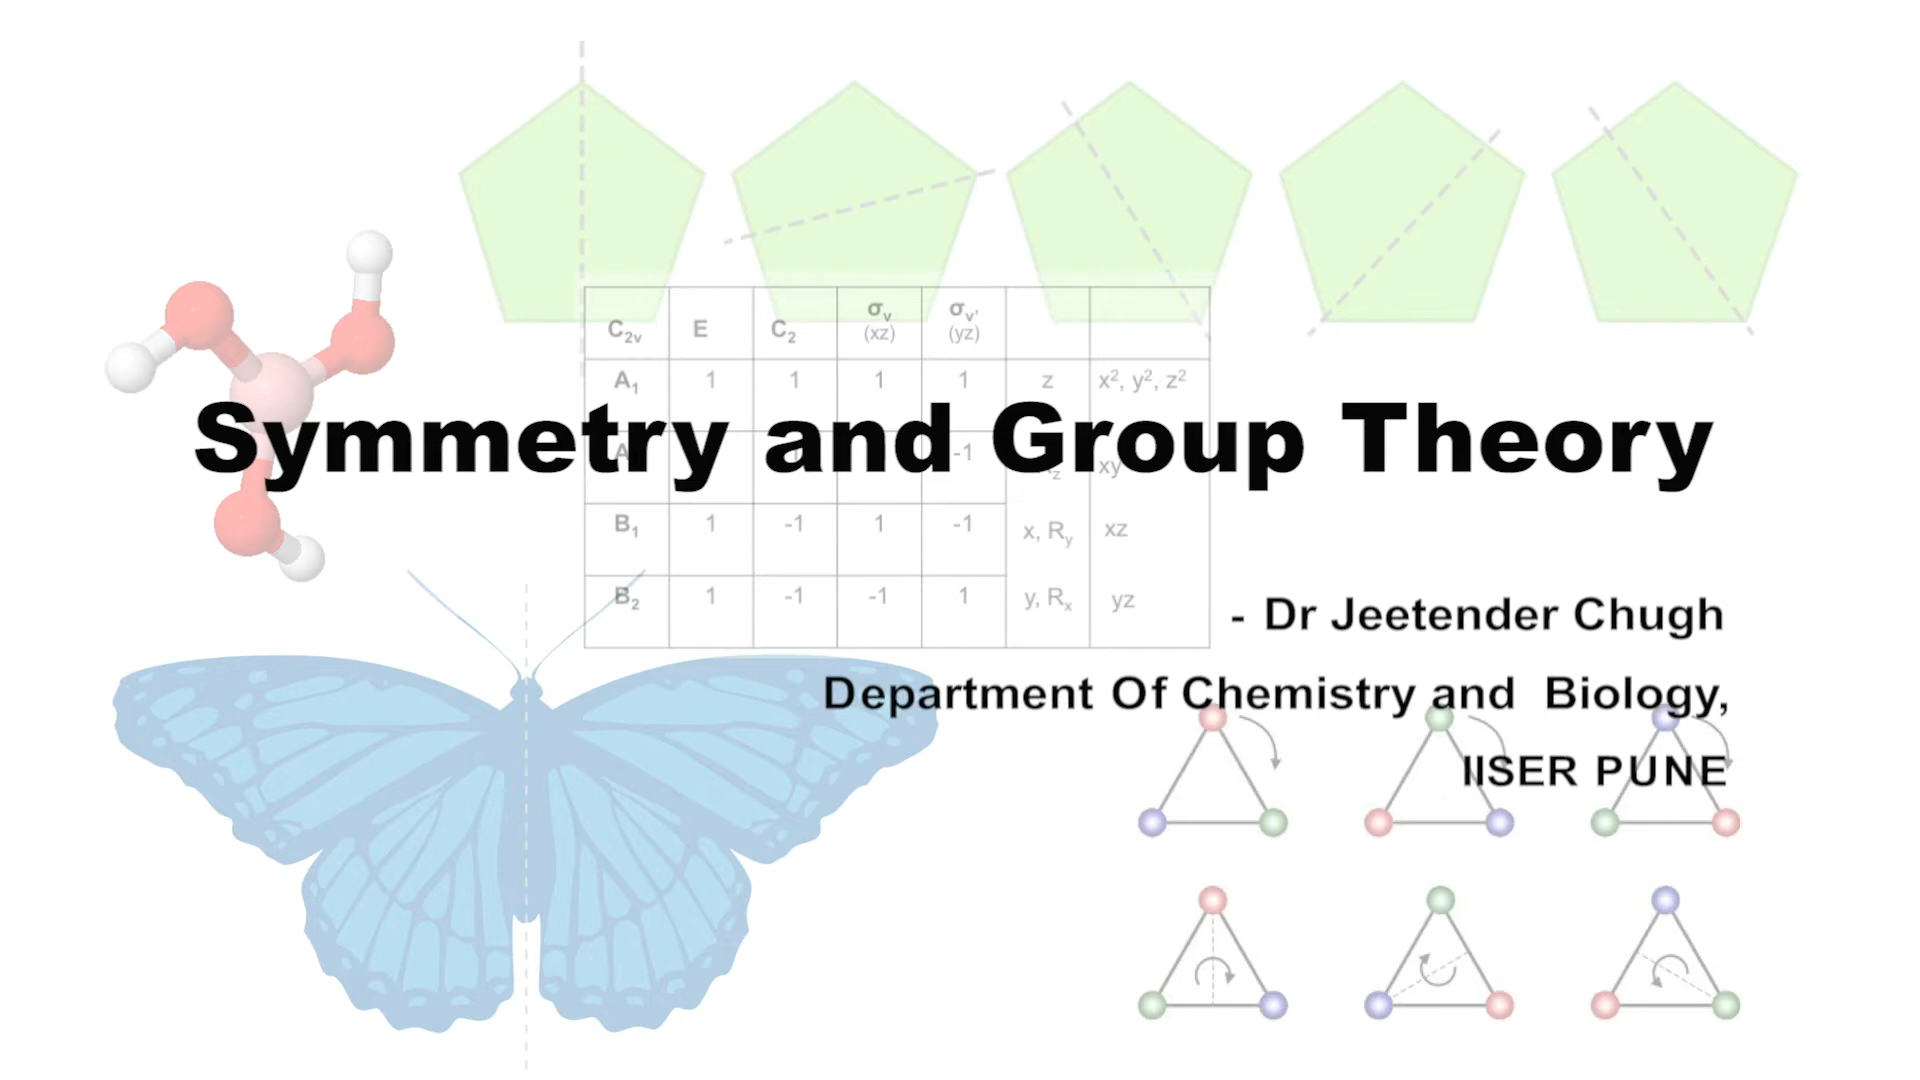 C2v E C2 σv (xz) σv' (yz)
A1 1 1 1 1 z x², y², z²
Symmetry and Group Theory
-1 z xy
B1 1 -1 1 -1 x, Ry xz
B2 1 -1 -1 1 y, Rx yz
- Dr Jeetender Chugh
Department Of Chemistry and Biology,
IISER PUNE